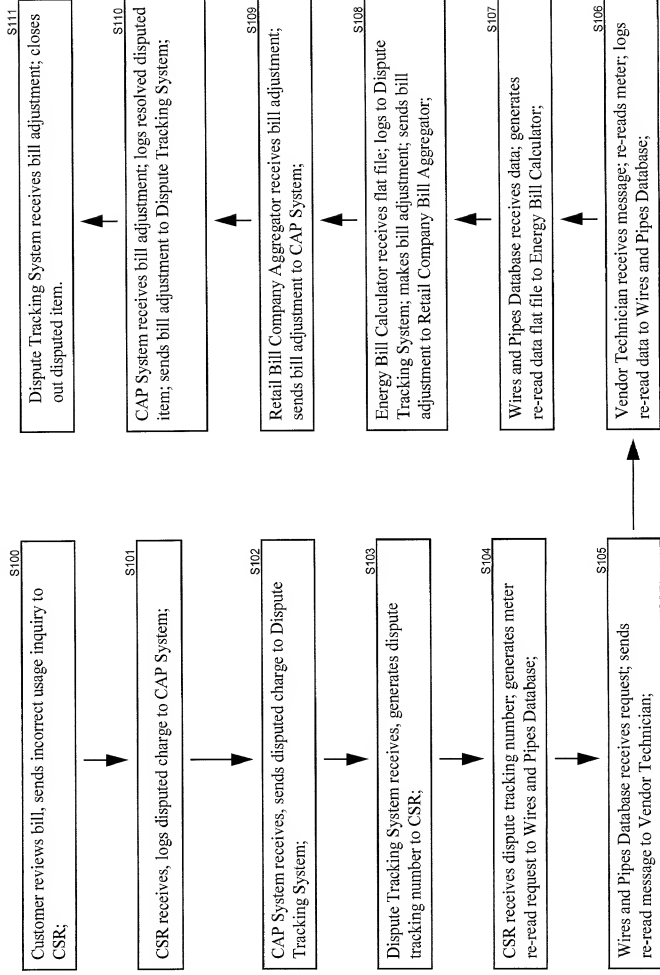 S100
Customer reviews bill, sends incorrect usage inquiry to
CSR;
S101
CSR receives, logs disputed charge to CAP System;
S102
CAP System receives, sends disputed charge to Dispute
Tracking System;
S103
Dispute Tracking System receives, generates dispute
tracking number to CSR;
S104
CSR receives dispute tracking number; generates meter
re-read request to Wires and Pipes Database;
S105
Wires and Pipes Database receives request; sends
re-read message to Vendor Technician;
S106
Vendor Technician receives message; re-reads meter; logs
re-read data to Wires and Pipes Database;
S107
Wires and Pipes Database receives data; generates
re-read data flat file to Energy Bill Calculator;
S108
Energy Bill Calculator receives flat file; logs to Dispute
Tracking System; makes bill adjustment; sends bill
adjustment to Retail Company Bill Aggregator;
S109
Retail Bill Company Aggregator receives bill adjustment;
sends bill adjustment to CAP System;
S110
CAP System receives bill adjustment; logs resolved disputed
item; sends bill adjustment to Dispute Tracking System;
S111
Dispute Tracking System receives bill adjustment; closes
out disputed item.